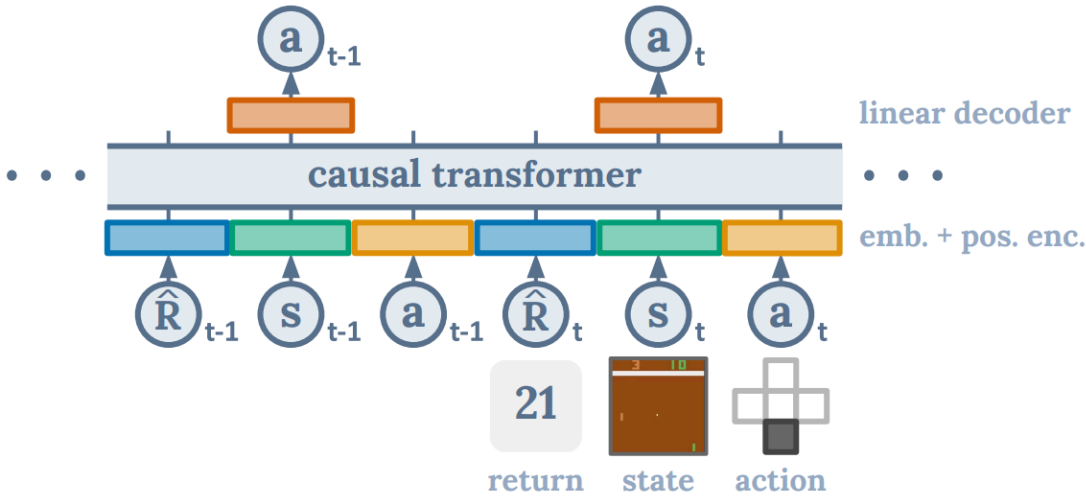 a t-1 a t
linear decoder
• • • causal transformer • • •
emb. + pos. enc.
R̂ t-1 s t-1 a t-1 R̂ t s t a t
3 10
21
return state action